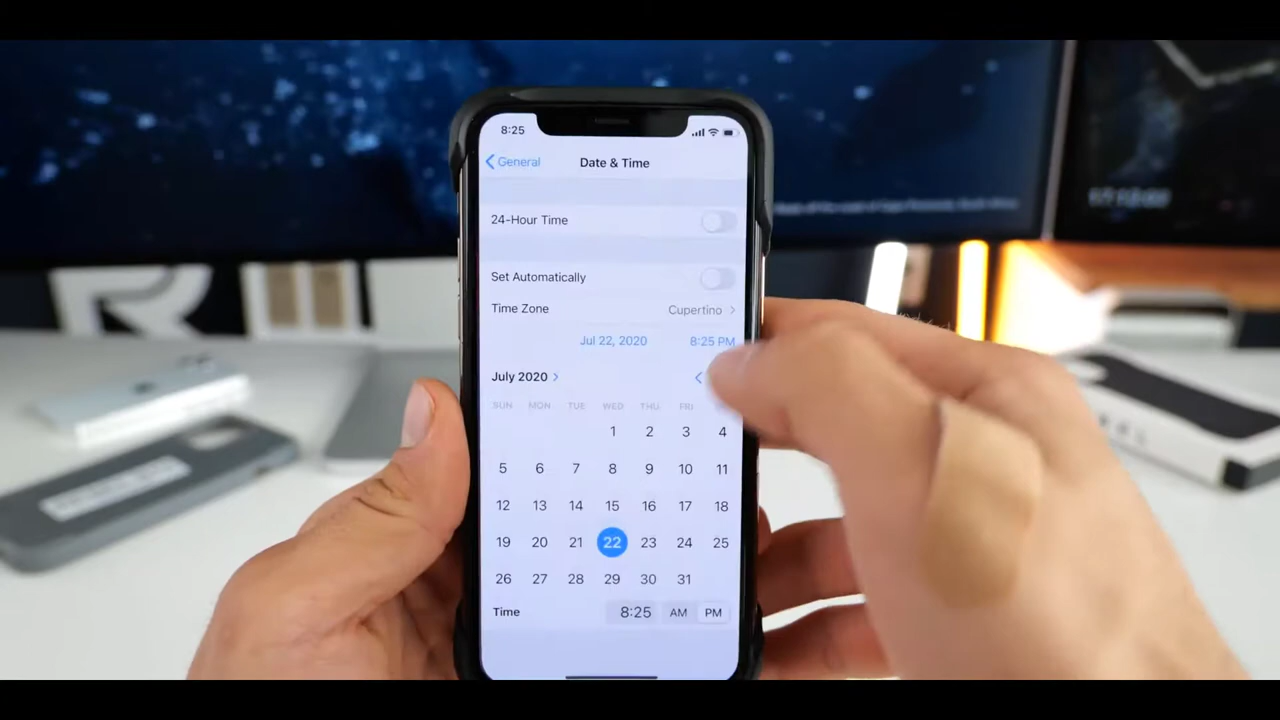 8:25
General
Date & Time
24-Hour Time
Set Automatically
Time Zone Cupertino
Jul 22, 2020 8:25 PM
July 2020
SUN MON TUE WED THU FRI
1 2 3 4
5 6 7 8 9 10 11
12 13 14 15 16 17 18
19 20 21 22 23 24 25
26 27 28 29 30 31
Time 8:25 AM PM